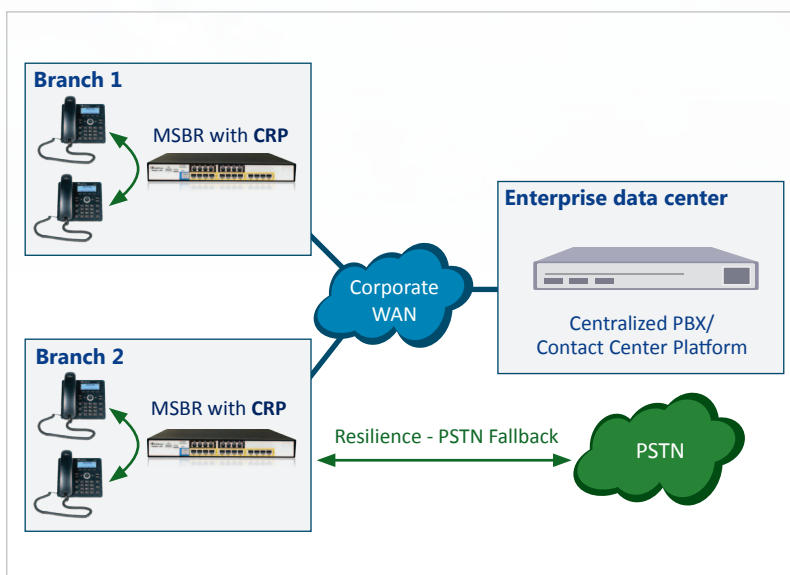 Branch 1
MSBR with CRP
Enterprise data center
Corporate
WAN
Centralized PBX/
Contact Center Platform
Branch 2
MSBR with CRP
Resilience - PSTN Fallback
PSTN